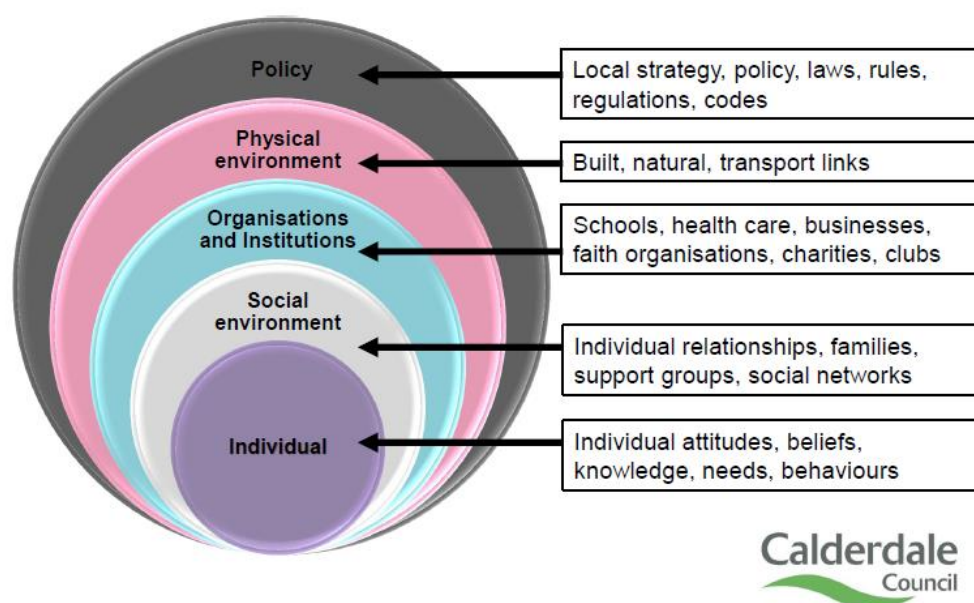 Policy
Local strategy, policy, laws, rules,
regulations, codes
Physical
environment
Built, natural, transport links
Organisations
and Institutions
Schools, health care, businesses,
faith organisations, charities, clubs
Social
environment
Individual relationships, families,
support groups, social networks
Individual
Individual attitudes, beliefs,
knowledge, needs, behaviours
Calderdale
Council